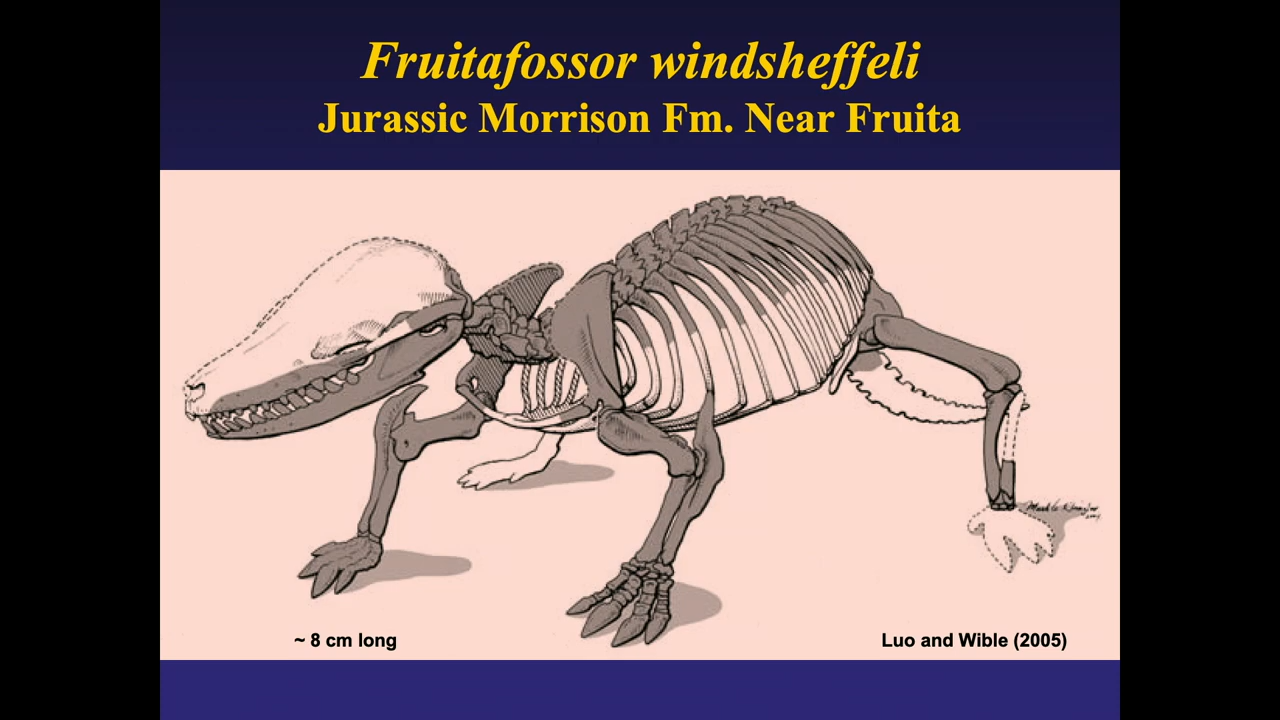 Fruitafossor windsheffeli
Jurassic Morrison Fm. Near Fruita
~ 8 cm long
Luo and Wible (2005)